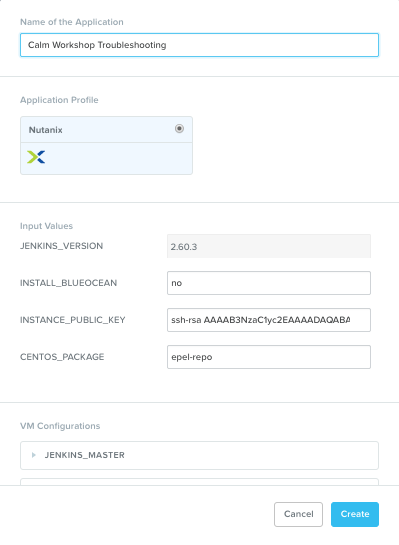 Name of the Application
Calm Workshop Troubleshooting
Application Profile
Nutanix
Input Values
JENKINS_VERSION 2.60.3
INSTALL_BLUEOCEAN no
INSTANCE_PUBLIC_KEY ssh-rsa AAAAB3NzaC1yc2EAAAADAQABA
CENTOS_PACKAGE epel-repo
VM Configurations
JENKINS_MASTER
Cancel Create